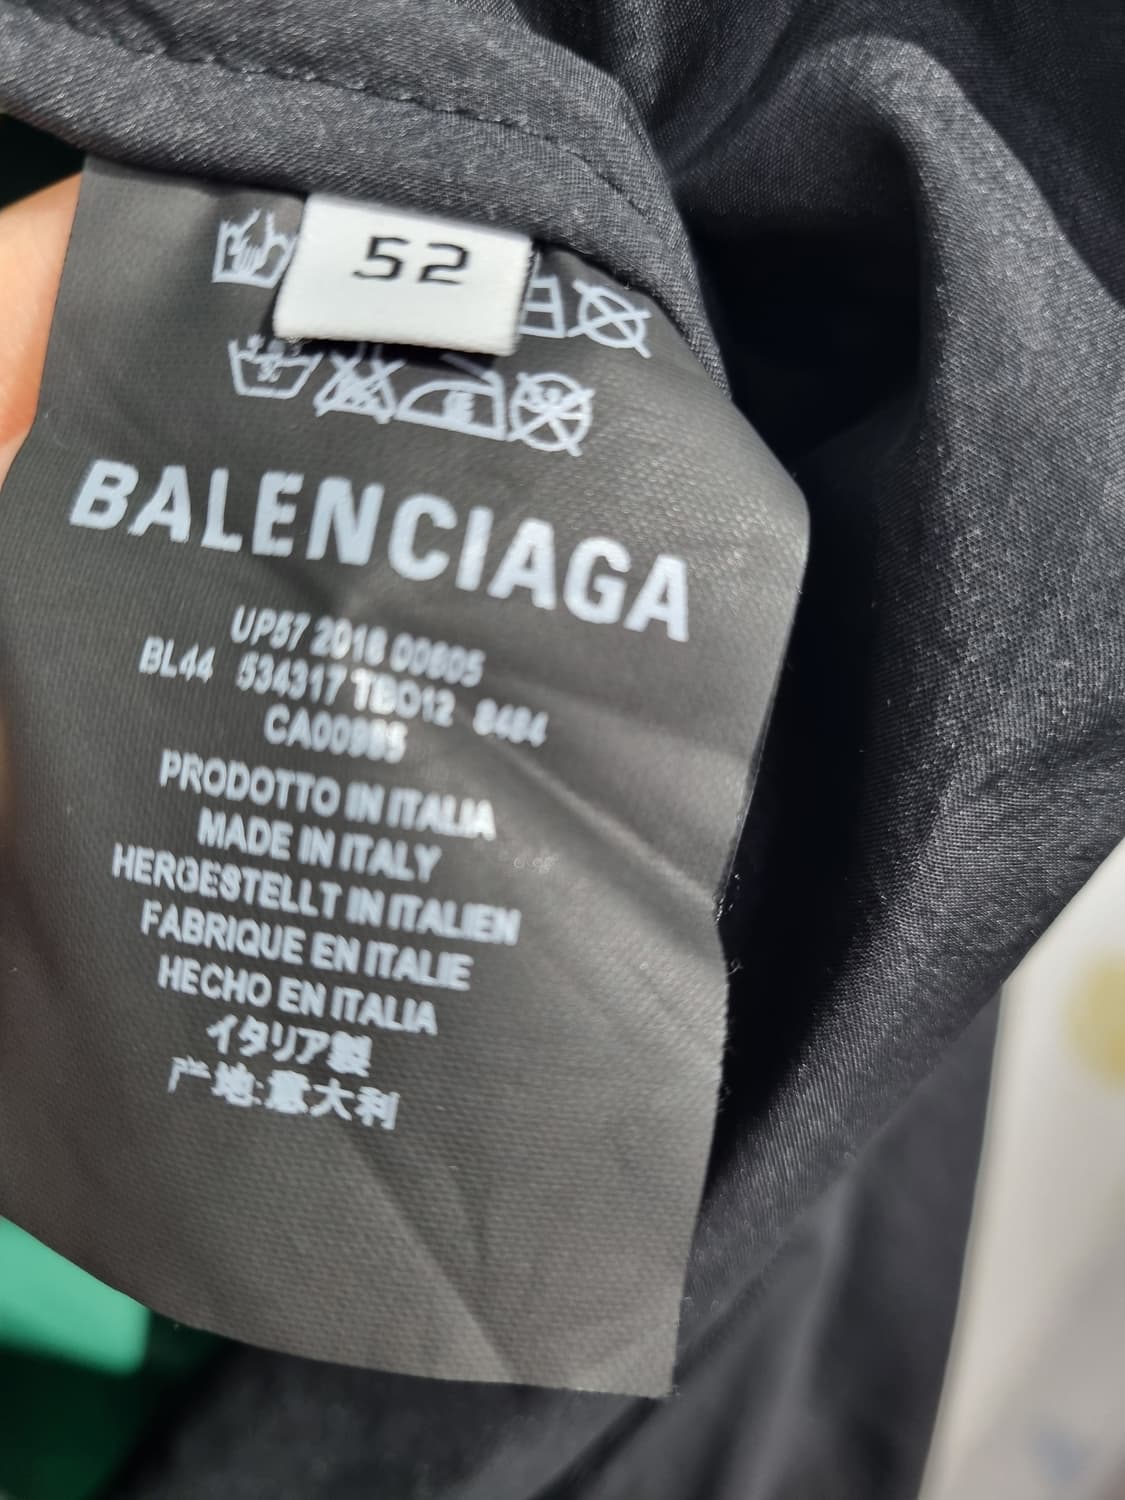 52
BALENCIAGA
UP57 2018 00605
BL44 534317 TBO12 8484
CA00985
PRODOTTO IN ITALIA
MADE IN ITALY
HERGESTELLT IN ITALIEN
FABRIQUE EN ITALIE
HECHO EN ITALIA
イタリア製
产地:意大利